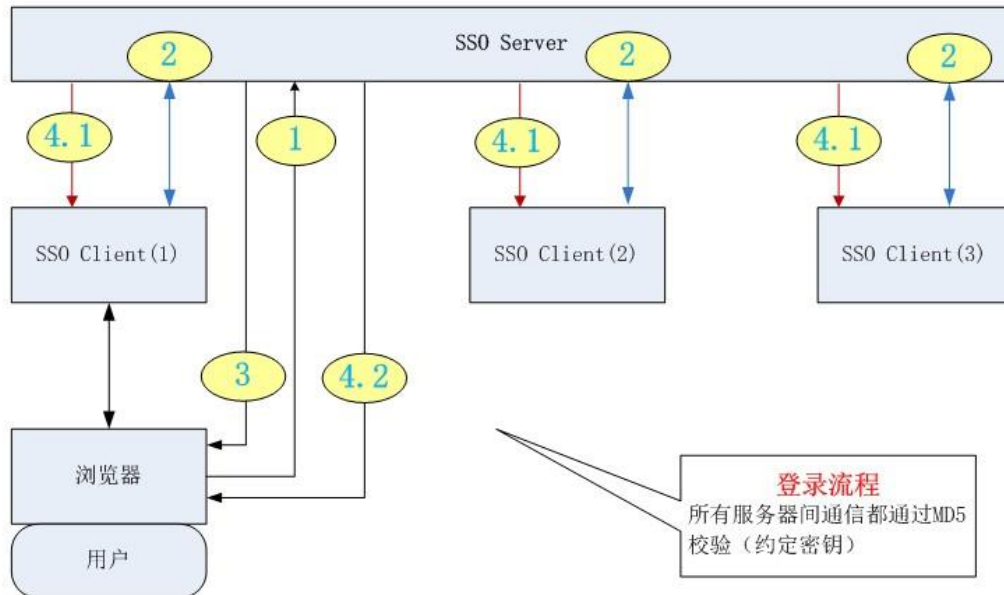 SSO Server
2
2
2
4.1
1
4.1
4.1
SSO Client(1)
SSO Client(2)
SSO Client(3)
3
4.2
浏览器
用户
登录流程
所有服务器间通信都通过MD5
校验（约定密钥）